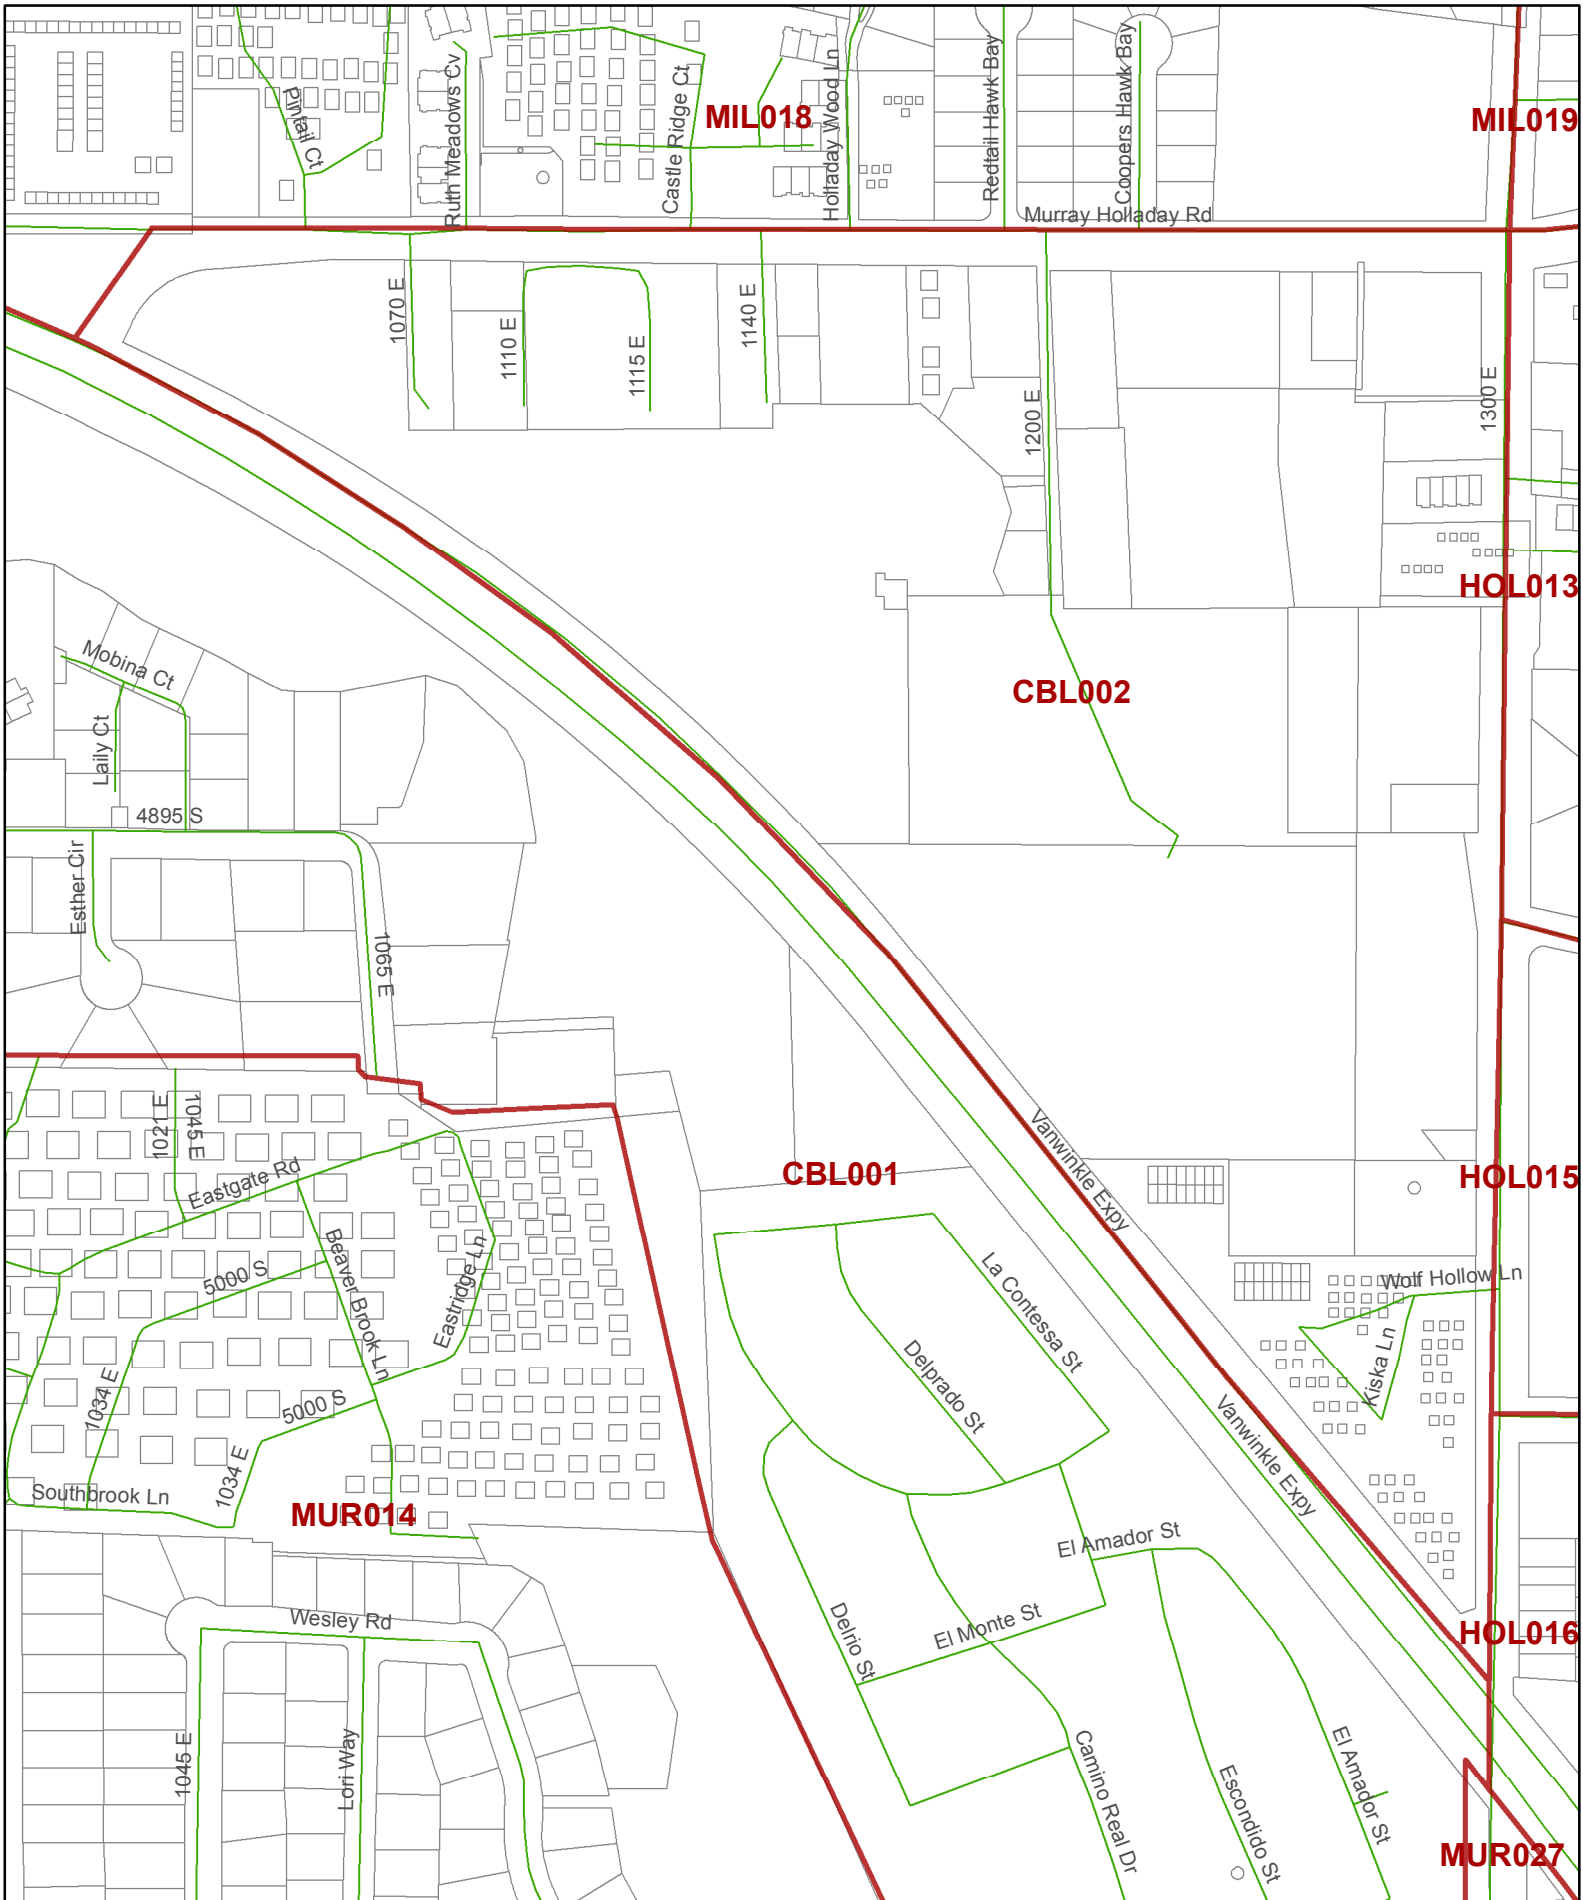 Pintail Ct
Ruth Meadows Cv
Castle Ridge Ct
MIL018
Holladay Wood Ln
Redtail Hawk Bay
Coopers Hawk Bay
MIL019
Murray Holladay Rd
1070 E
1110 E
1115 E
1140 E
1200 E
1300 E
HOL013
Mobina Ct
CBL002
Laily Ct
4895 S
Esther Cir
1065 E
1021 E
1045 E
Eastgate Rd
Vanwinkle Expy
CBL001
HOL015
Beaver Brook Ln
5000 S
Eastridge Ln
La Contessa St
Wolf Hollow Ln
Kiska Ln
Delprado St
1034 E
5000 S
Vanwinkle Expy
1034 E
Southbrook Ln
MUR014
El Amador St
Wesley Rd
Delrio St
El Monte St
HOL016
1045 E
Lori Way
Camino Real Dr
Escondido St
El Amador St
MUR027